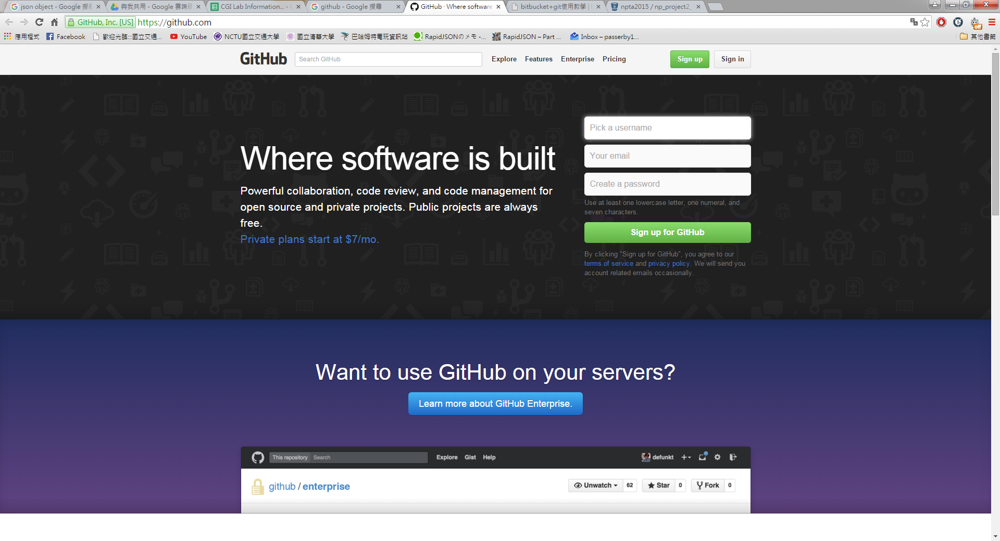 json object - Google 搜尋
與我共用 - Google 雲端硬
CGI Lab Information... - G
github - Google 搜尋
GitHub · Where software
bitbucket+git使用教學 |
npta2015 / np_project2_
GitHub, Inc. [US] https://github.com
應用程式 Facebook 歡迎光臨:::國立交通... YouTube NCTU國立交通大學 國立清華大學 巴哈姆特電玩資訊站 RapidJSONのメモ -... RapidJSON – Part ... Inbox – passerby1... 其他書籤
GitHub Search GitHub Explore Features Enterprise Pricing Sign up Sign in
Where software is built
Powerful collaboration, code review, and code management for
open source and private projects. Public projects are always
free.
Private plans start at $7/mo.
Pick a username
Your email
Create a password
Use at least one lowercase letter, one numeral, and
seven characters.
Sign up for GitHub
By clicking "Sign up for GitHub", you agree to our
terms of service and privacy policy. We will send you
account related emails occasionally.
Want to use GitHub on your servers?
Learn more about GitHub Enterprise.
This repository Search Explore Gist Help defunkt
github / enterprise Unwatch 62 Star 0 Fork 0